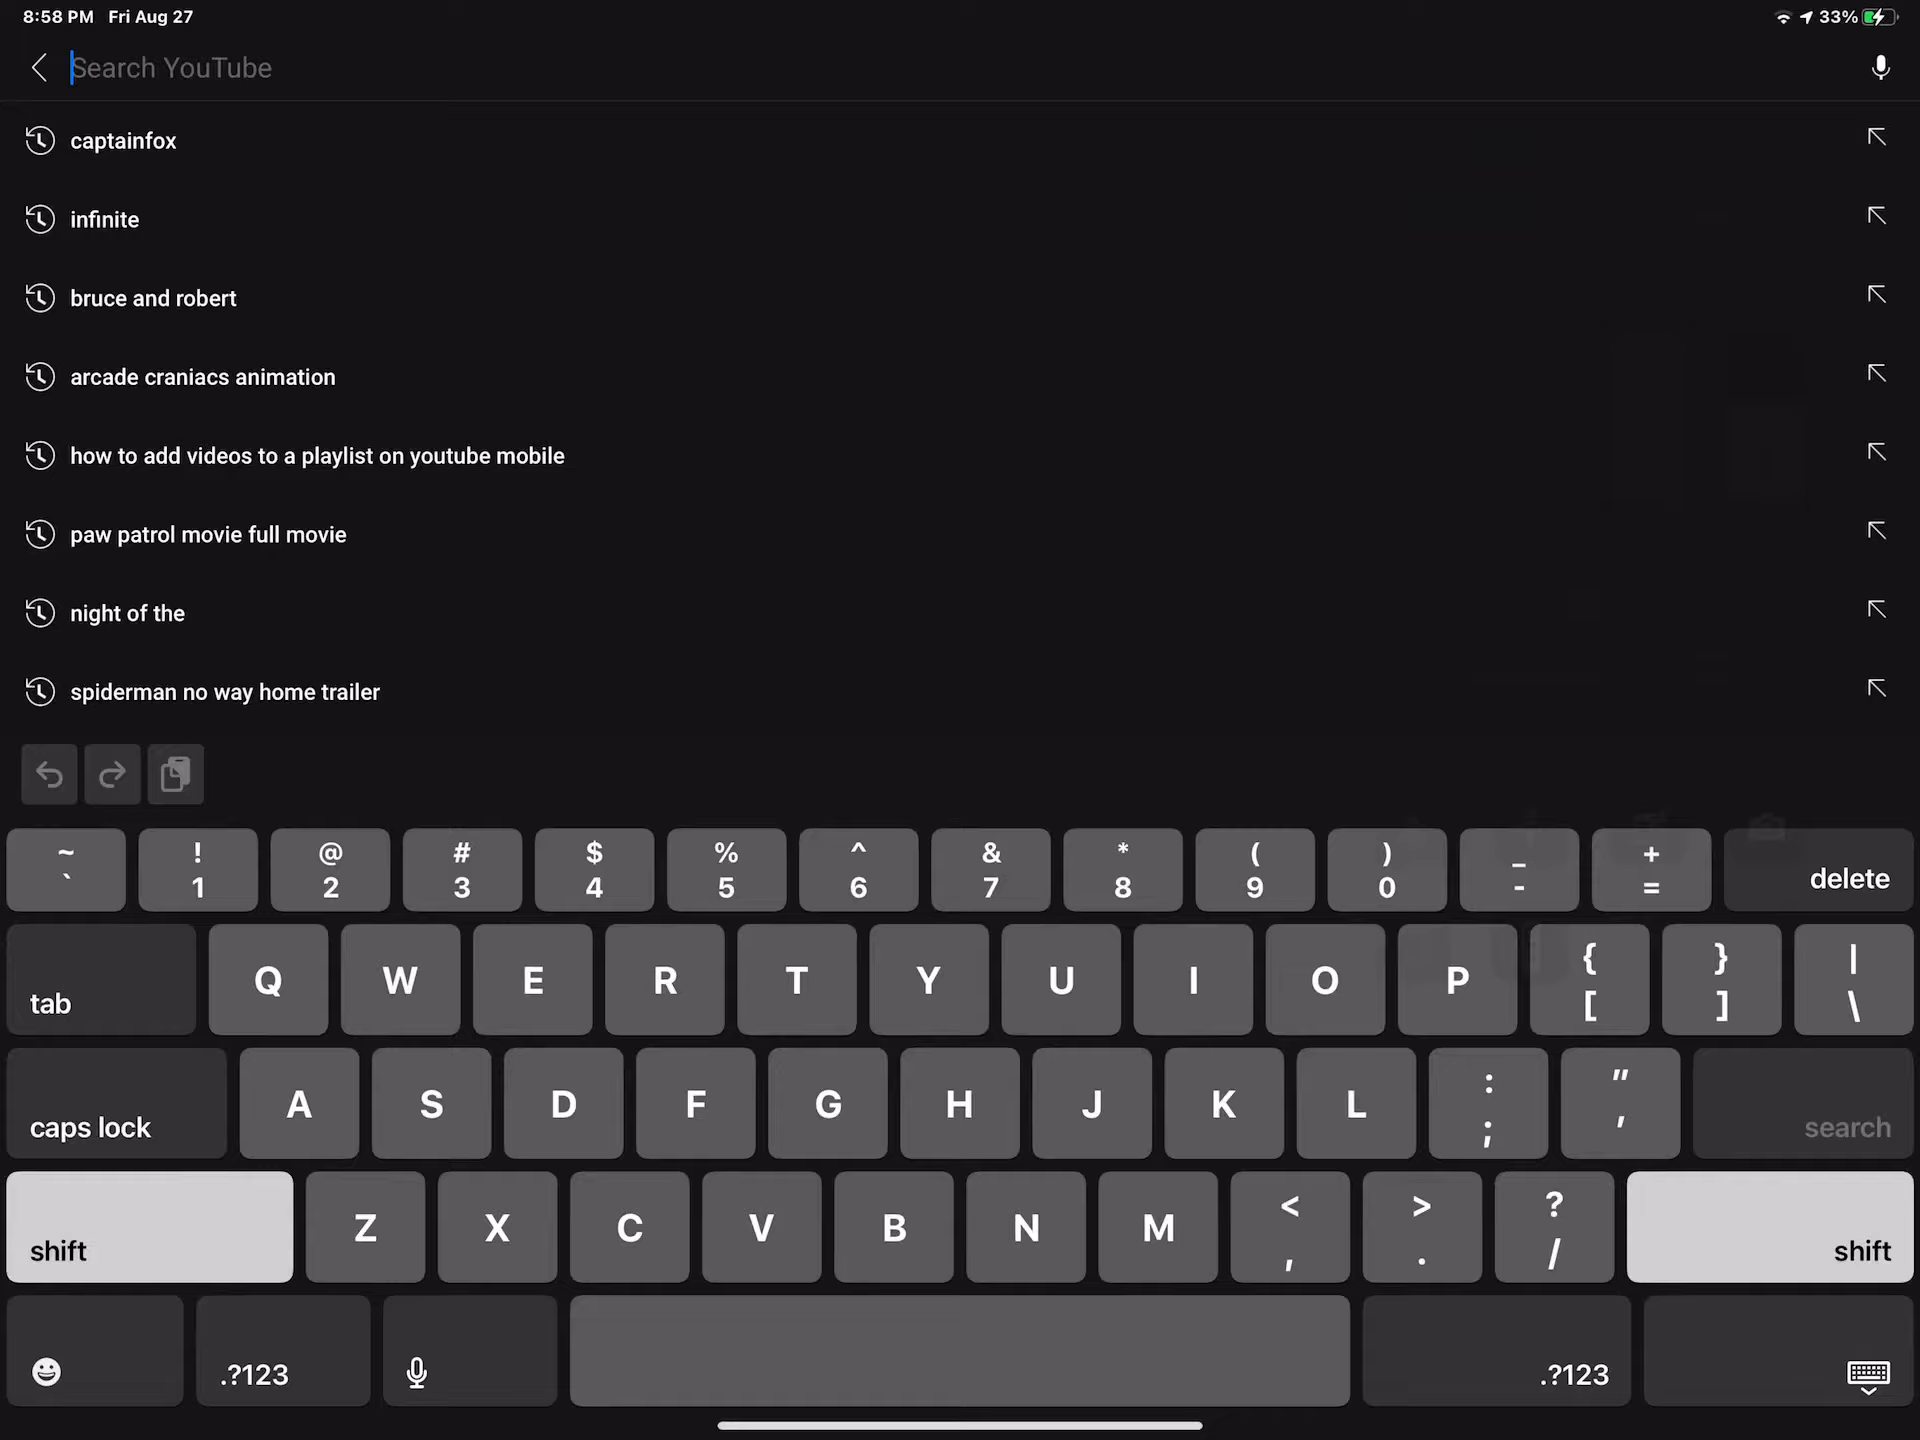 8:58 PM Fri Aug 27 33%
Search YouTube
captainfox
infinite
bruce and robert
arcade craniacs animation
how to add videos to a playlist on youtube mobile
paw patrol movie full movie
night of the
spiderman no way home trailer
~ ! @ # $ % ^ & * ( ) _ +
` 1 2 3 4 5 6 7 8 9 0 - = delete
tab Q W E R T Y U I O P { [ } ] | \
caps lock A S D F G H J K L : ; " ' search
shift Z X C V B N M < , > . ? / shift
.?123 .?123